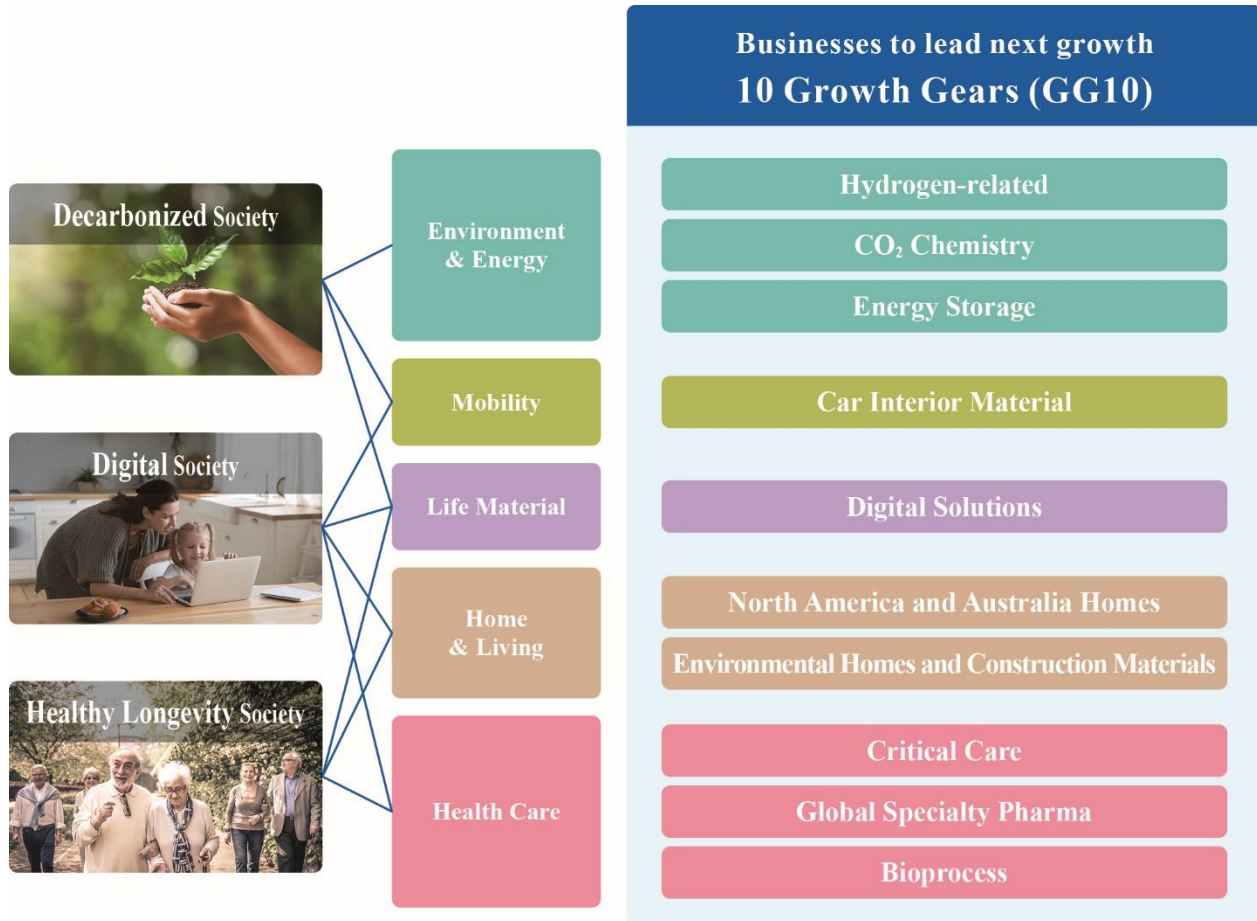 Businesses to lead next growth
10 Growth Gears (GG10)
Decarbonized Society
Digital Society
Healthy Longevity Society
Environment
& Energy
Mobility
Life Material
Home
& Living
Health Care
Hydrogen-related
CO₂ Chemistry
Energy Storage
Car Interior Material
Digital Solutions
North America and Australia Homes
Environmental Homes and Construction Materials
Critical Care
Global Specialty Pharma
Bioprocess